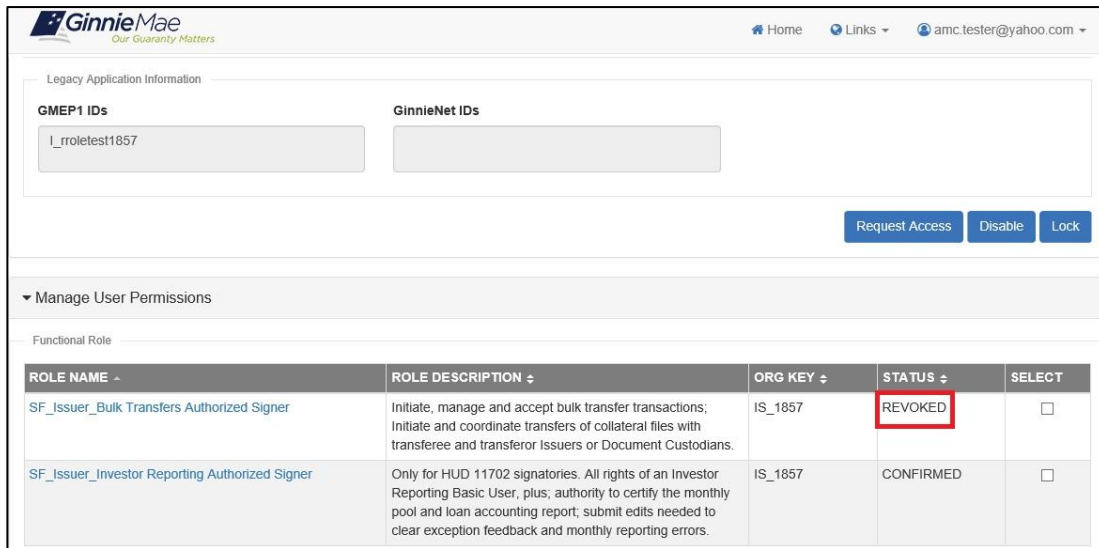 GinnieMae
Our Guaranty Matters
Home Links amc.tester@yahoo.com
Legacy Application Information
GMEP1 IDs GinnieNet IDs
I_rroletest1857
Request Access Disable Lock
Manage User Permissions
Functional Role
ROLE NAME ROLE DESCRIPTION ORG KEY STATUS SELECT
SF_Issuer_Bulk Transfers Authorized Signer Initiate, manage and accept bulk transfer transactions; IS_1857 REVOKED
Initiate and coordinate transfers of collateral files with
transferee and transferor Issuers or Document Custodians.
SF_Issuer_Investor Reporting Authorized Signer Only for HUD 11702 signatories. All rights of an Investor IS_1857 CONFIRMED
Reporting Basic User, plus; authority to certify the monthly
pool and loan accounting report; submit edits needed to
clear exception feedback and monthly reporting errors.